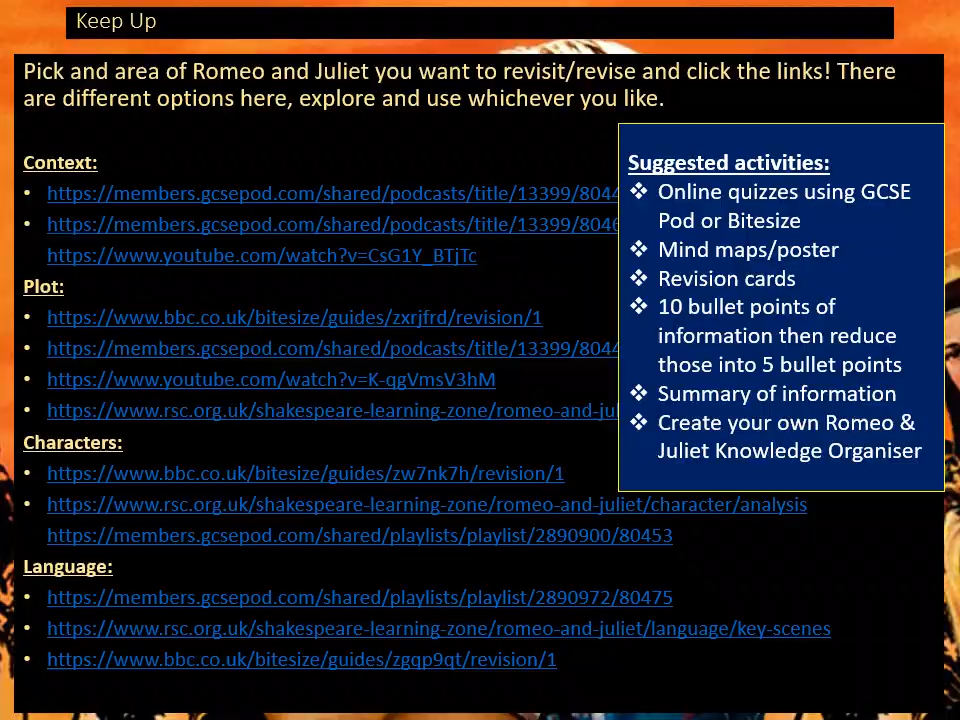 Keep Up
Pick and area of Romeo and Juliet you want to revisit/revise and click the links! There
are different options here, explore and use whichever you like.
Context:
• https://members.gcsepod.com/shared/podcasts/title/13399/804
• https://members.gcsepod.com/shared/podcasts/title/13399/804
https://www.youtube.com/watch?v=CsG1Y_BTjTc
Plot:
• https://www.bbc.co.uk/bitesize/guides/zxrjfrd/revision/1
• https://members.gcsepod.com/shared/podcasts/title/13399/804
• https://www.youtube.com/watch?v=K-qgVmsV3hM
• https://www.rsc.org.uk/shakespeare-learning-zone/romeo-and-jul
Characters:
• https://www.bbc.co.uk/bitesize/guides/zw7nk7h/revision/1
• https://www.rsc.org.uk/shakespeare-learning-zone/romeo-and-juliet/character/analysis
https://members.gcsepod.com/shared/playlists/playlist/2890900/80453
Language:
• https://members.gcsepod.com/shared/playlists/playlist/2890972/80475
• https://www.rsc.org.uk/shakespeare-learning-zone/romeo-and-juliet/language/key-scenes
• https://www.bbc.co.uk/bitesize/guides/zgqp9qt/revision/1
Suggested activities:
❖ Online quizzes using GCSE
Pod or Bitesize
❖ Mind maps/poster
❖ Revision cards
❖ 10 bullet points of
information then reduce
those into 5 bullet points
❖ Summary of information
❖ Create your own Romeo &
Juliet Knowledge Organiser